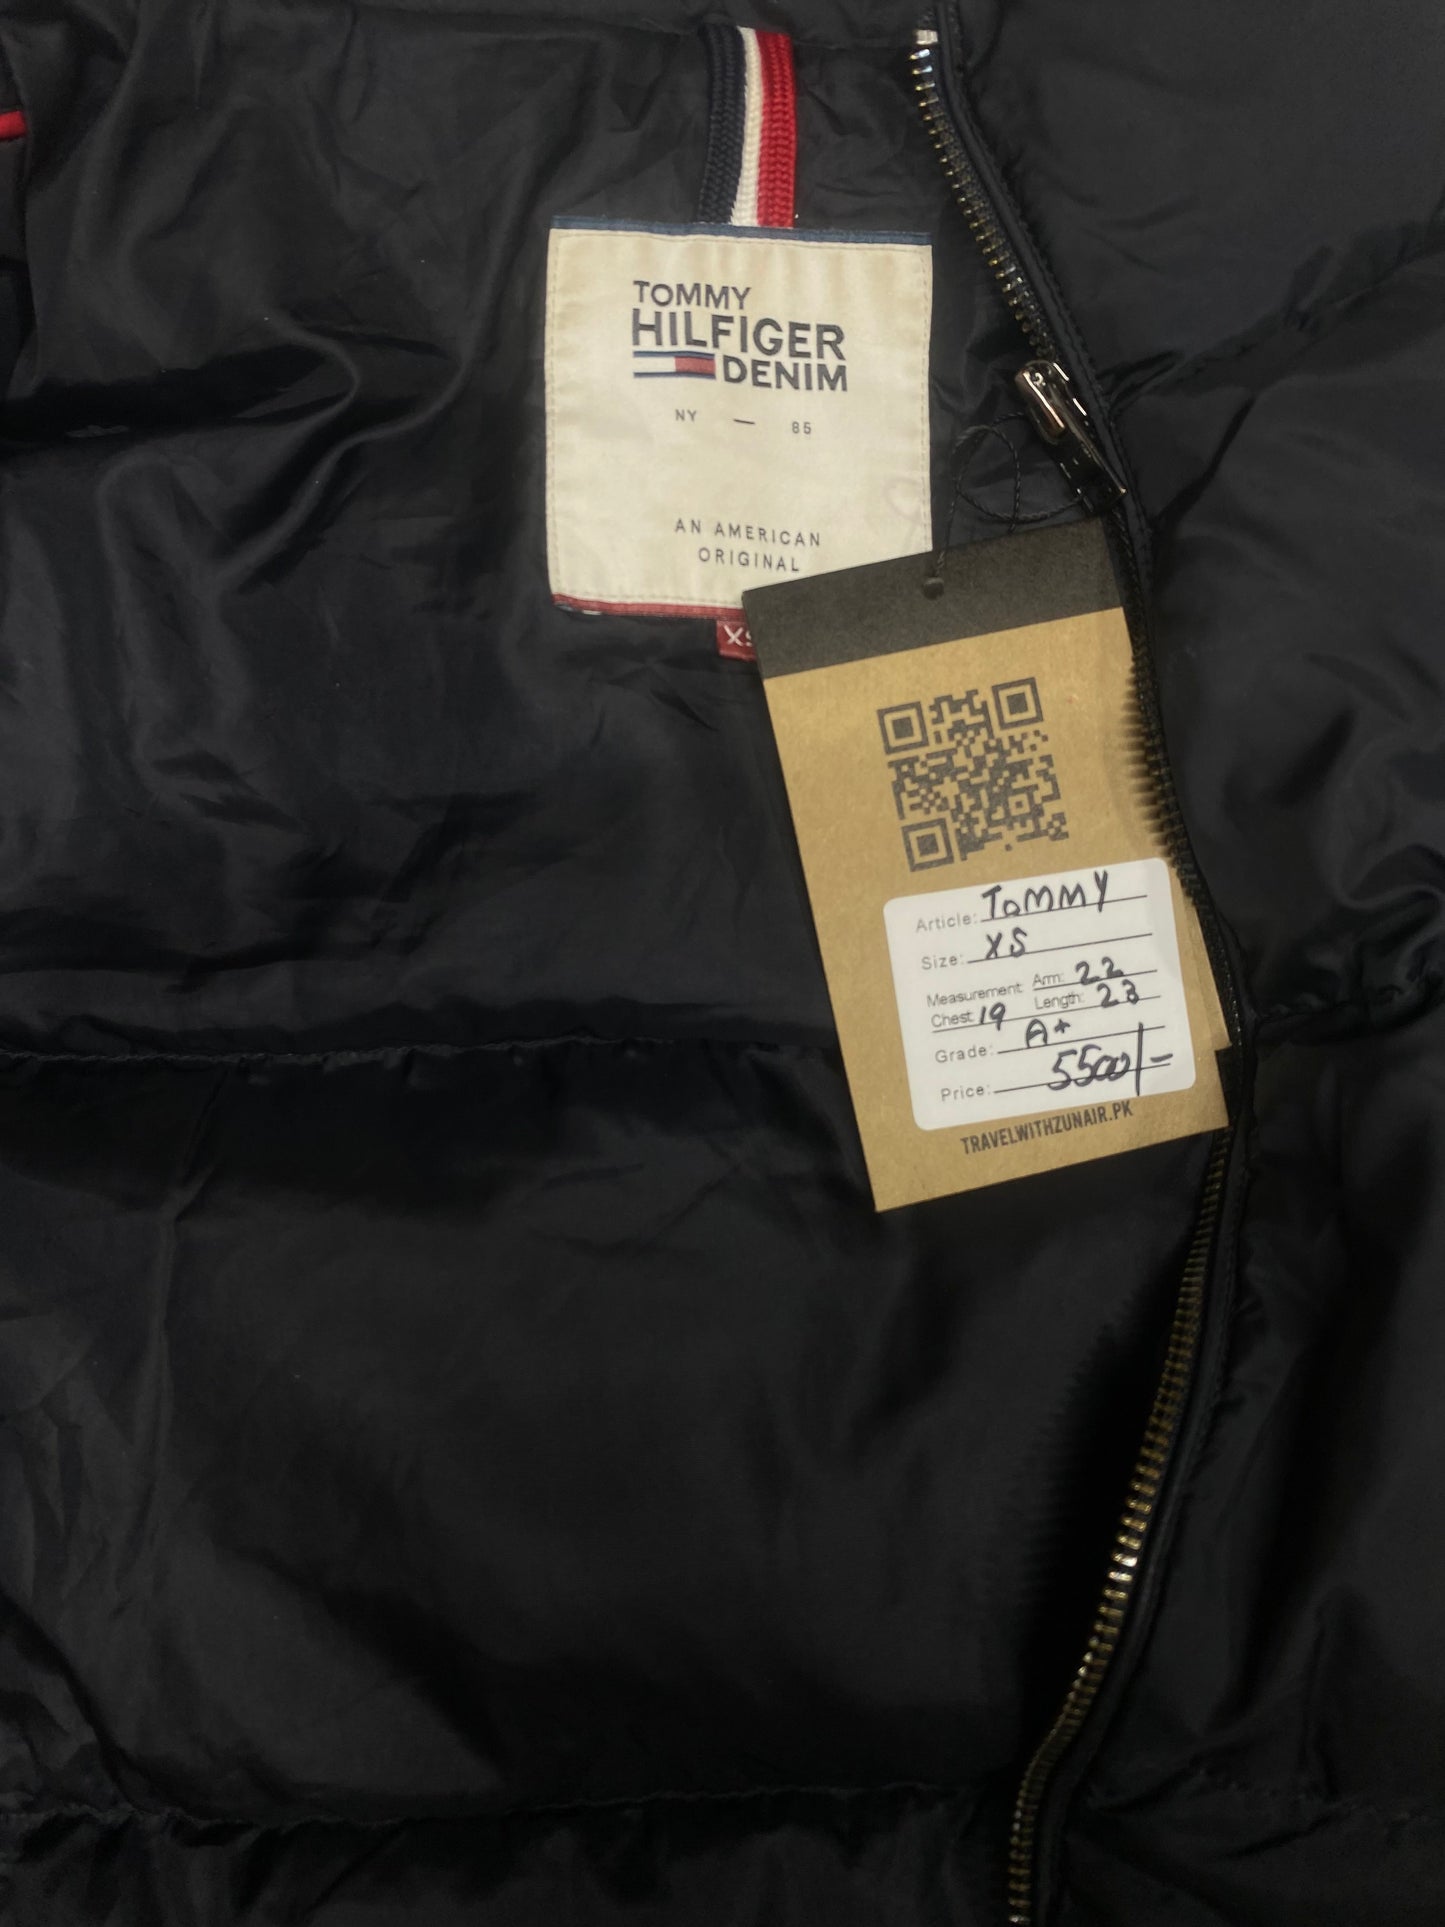 TOMMY
HILFIGER
DENIM
NY — 85
AN AMERICAN
ORIGINAL
XS
Article: TOMMY
Size: XS
Measurement: Arm: 22
Chest: 19 Length: 23
Grade: A+
Price: 5500/-
TRAVELWITHZUNAIR.PK